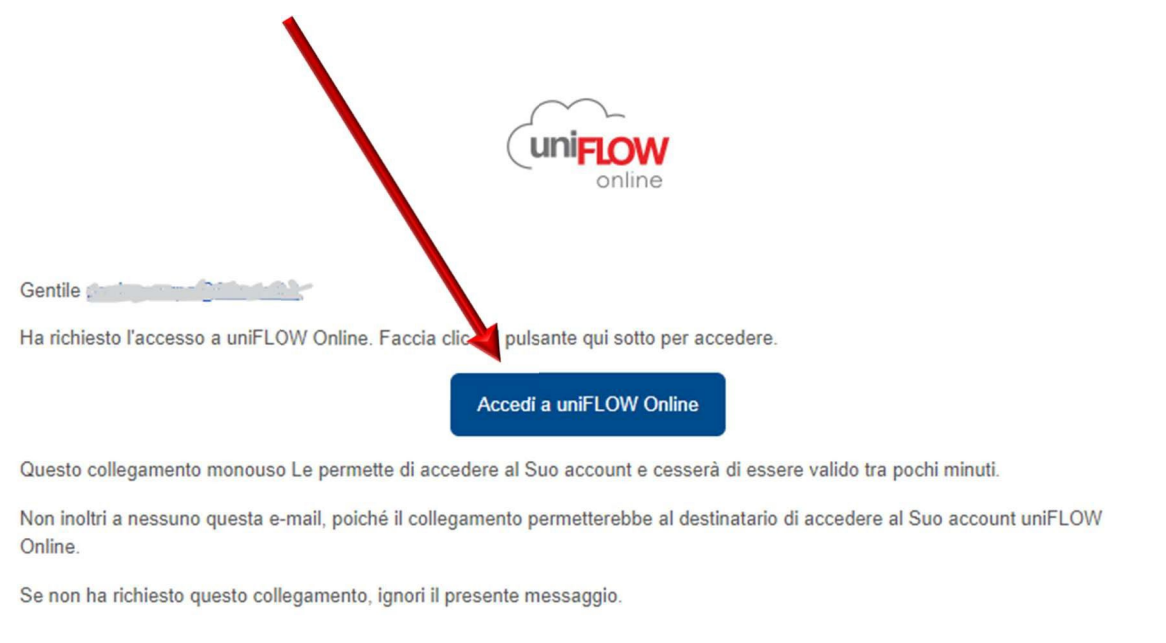 uniFLOW
online
Gentile
Ha richiesto l'accesso a uniFLOW Online. Faccia clic pulsante qui sotto per accedere.
Accedi a uniFLOW Online
Questo collegamento monouso Le permette di accedere al Suo account e cesserà di essere valido tra pochi minuti.
Non inoltri a nessuno questa e-mail, poiché il collegamento permetterebbe al destinatario di accedere al Suo account uniFLOW
Online.
Se non ha richiesto questo collegamento, ignori il presente messaggio.